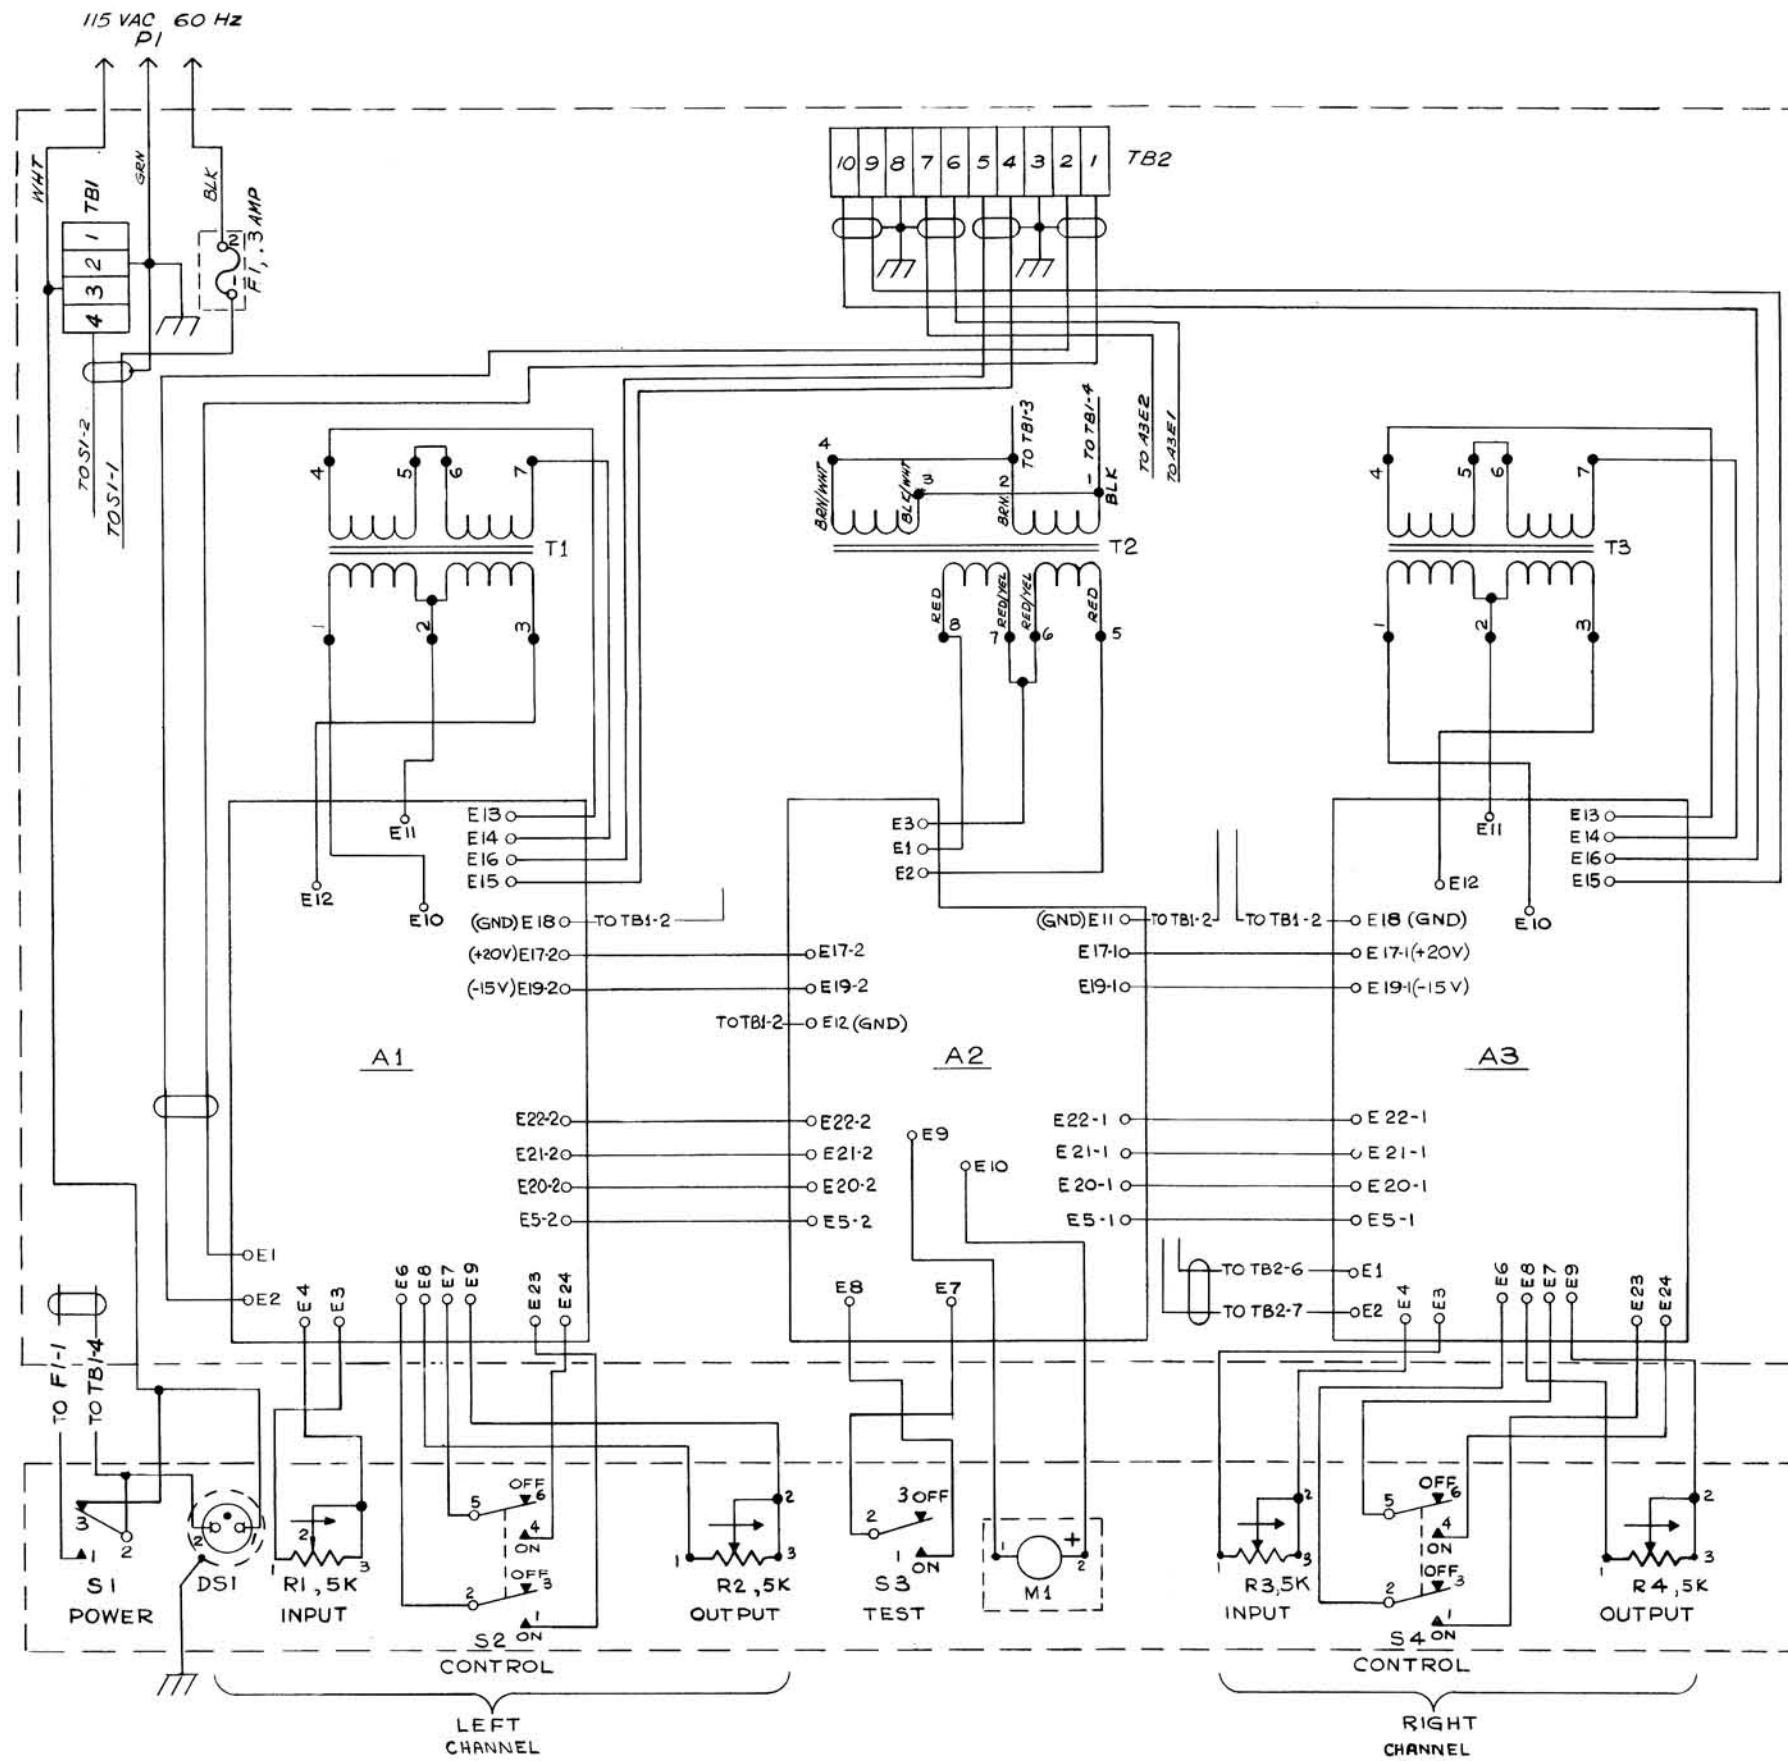 115 VAC 60 Hz
P1
WHT
GRN
BLK
TB1
1
2
3
4
2
1
F1, .3 AMP
TO S1-2
TO S1-1
10 9 8 7 6 5 4 3 2 1 TB2
4 5 6 7
T1
1 2 3
TO TB1-3
TO TB1-4
TO A3E2
TO A3E1
4 3 2 1
BRN/WHT
BLK/WHT
BRN
BLK
T2
RED
RED/YEL
RED/YEL
RED
8 7 6 5
4 5 6 7
T3
1 2 3
E13
E14
E16
E15
E11
E12
E10
(GND) E18 TO TB1-2
(+20V) E17-2
(-15V) E19-2
A1
E22-2
E21-2
E20-2
E5-2
E1
E2
E4
E3
E6
E8
E7
E9
E23
E24
E3
E1
E2
(GND) E11 TO TB1-2
E17-2
E17-1
E19-2
E19-1
TO TB1-2 E12 (GND)
A2
E22-2
E21-2
E20-2
E5-2
E9
E10
E22-1
E21-1
E20-1
E5-1
E8
E7
E13
E14
E16
E15
E11
E12
E10
TO TB1-2 E18 (GND)
E17-1 (+20V)
E19-1 (-15V)
A3
E22-1
E21-1
E20-1
E5-1
TO TB2-6 E1
TO TB2-7 E2
E4
E3
E6
E8
E7
E9
E23
E24
TO F1-1
TO TB1-4
3
1
2
S1
POWER
2
1
DS1
2
1
3
R1, 5K
INPUT
OFF
5 6
4
ON
OFF
2 3
1
ON
S2
CONTROL
2
1 3
R2, 5K
OUTPUT
3 OFF
2
1 ON
S3
TEST
1 + 2
M1
2
1 3
R3, 5K
INPUT
OFF
5 6
4
ON
OFF
2 3
1
ON
S4
CONTROL
2
1 3
R4, 5K
OUTPUT
LEFT
CHANNEL
RIGHT
CHANNEL